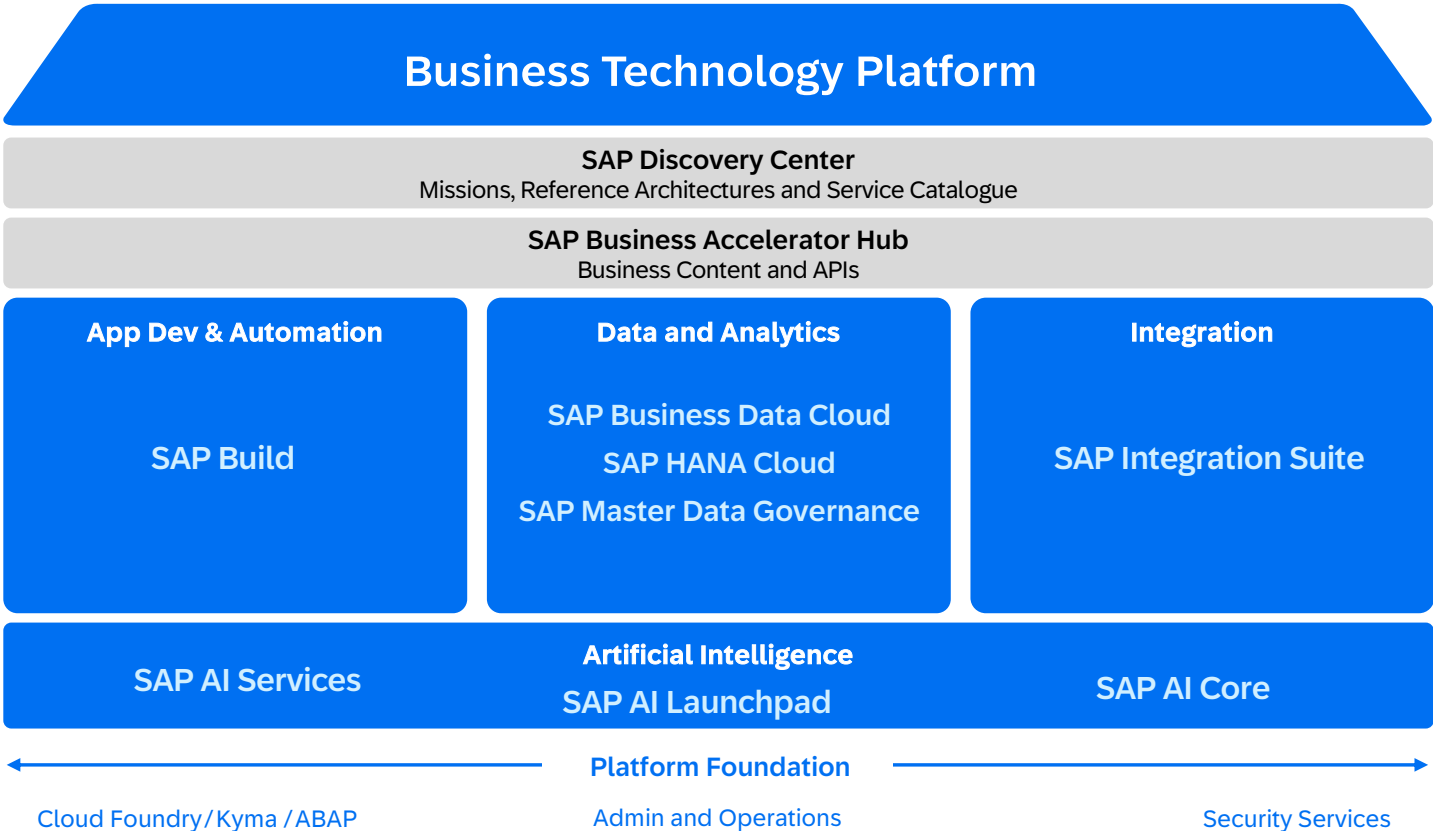 Business Technology Platform
SAP Discovery Center
Missions, Reference Architectures and Service Catalogue
SAP Business Accelerator Hub
Business Content and APIs
App Dev & Automation
SAP Build
Data and Analytics
SAP Business Data Cloud
SAP HANA Cloud
SAP Master Data Governance
Integration
SAP Integration Suite
Artificial Intelligence
SAP AI Services
SAP AI Launchpad
SAP AI Core
Platform Foundation
Cloud Foundry/Kyma /ABAP
Admin and Operations
Security Services